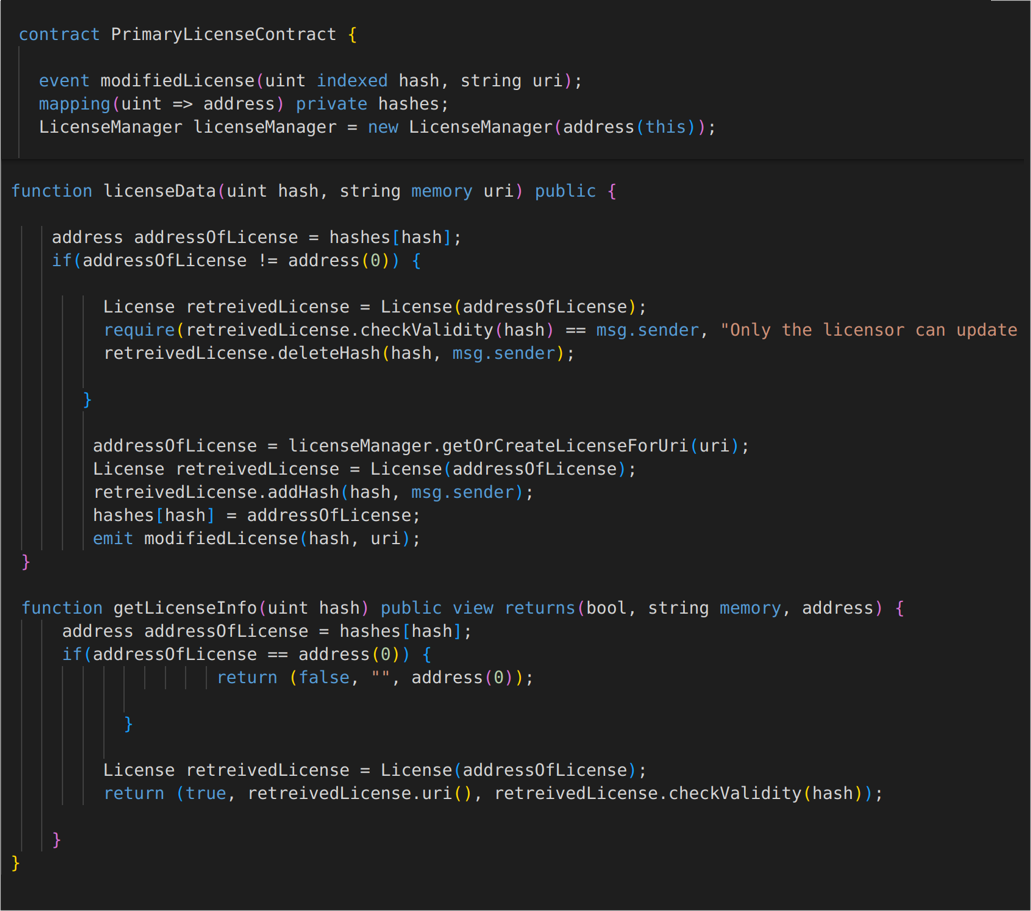 contract PrimaryLicenseContract {
event modifiedLicense(uint indexed hash, string uri);
mapping(uint => address) private hashes;
LicenseManager licenseManager = new LicenseManager(address(this));
function licenseData(uint hash, string memory uri) public {
address addressOfLicense = hashes[hash];
if(addressOfLicense != address(0)) {
License retreivedLicense = License(addressOfLicense);
require(retreivedLicense.checkValidity(hash) == msg.sender, "Only the licensor can update
retreivedLicense.deleteHash(hash, msg.sender);
}
addressOfLicense = licenseManager.getOrCreateLicenseForUri(uri);
License retreivedLicense = License(addressOfLicense);
retreivedLicense.addHash(hash, msg.sender);
hashes[hash] = addressOfLicense;
emit modifiedLicense(hash, uri);
}
function getLicenseInfo(uint hash) public view returns(bool, string memory, address) {
address addressOfLicense = hashes[hash];
if(addressOfLicense == address(0)) {
return (false, "", address(0));
}
License retreivedLicense = License(addressOfLicense);
return (true, retreivedLicense.uri(), retreivedLicense.checkValidity(hash));
}
}